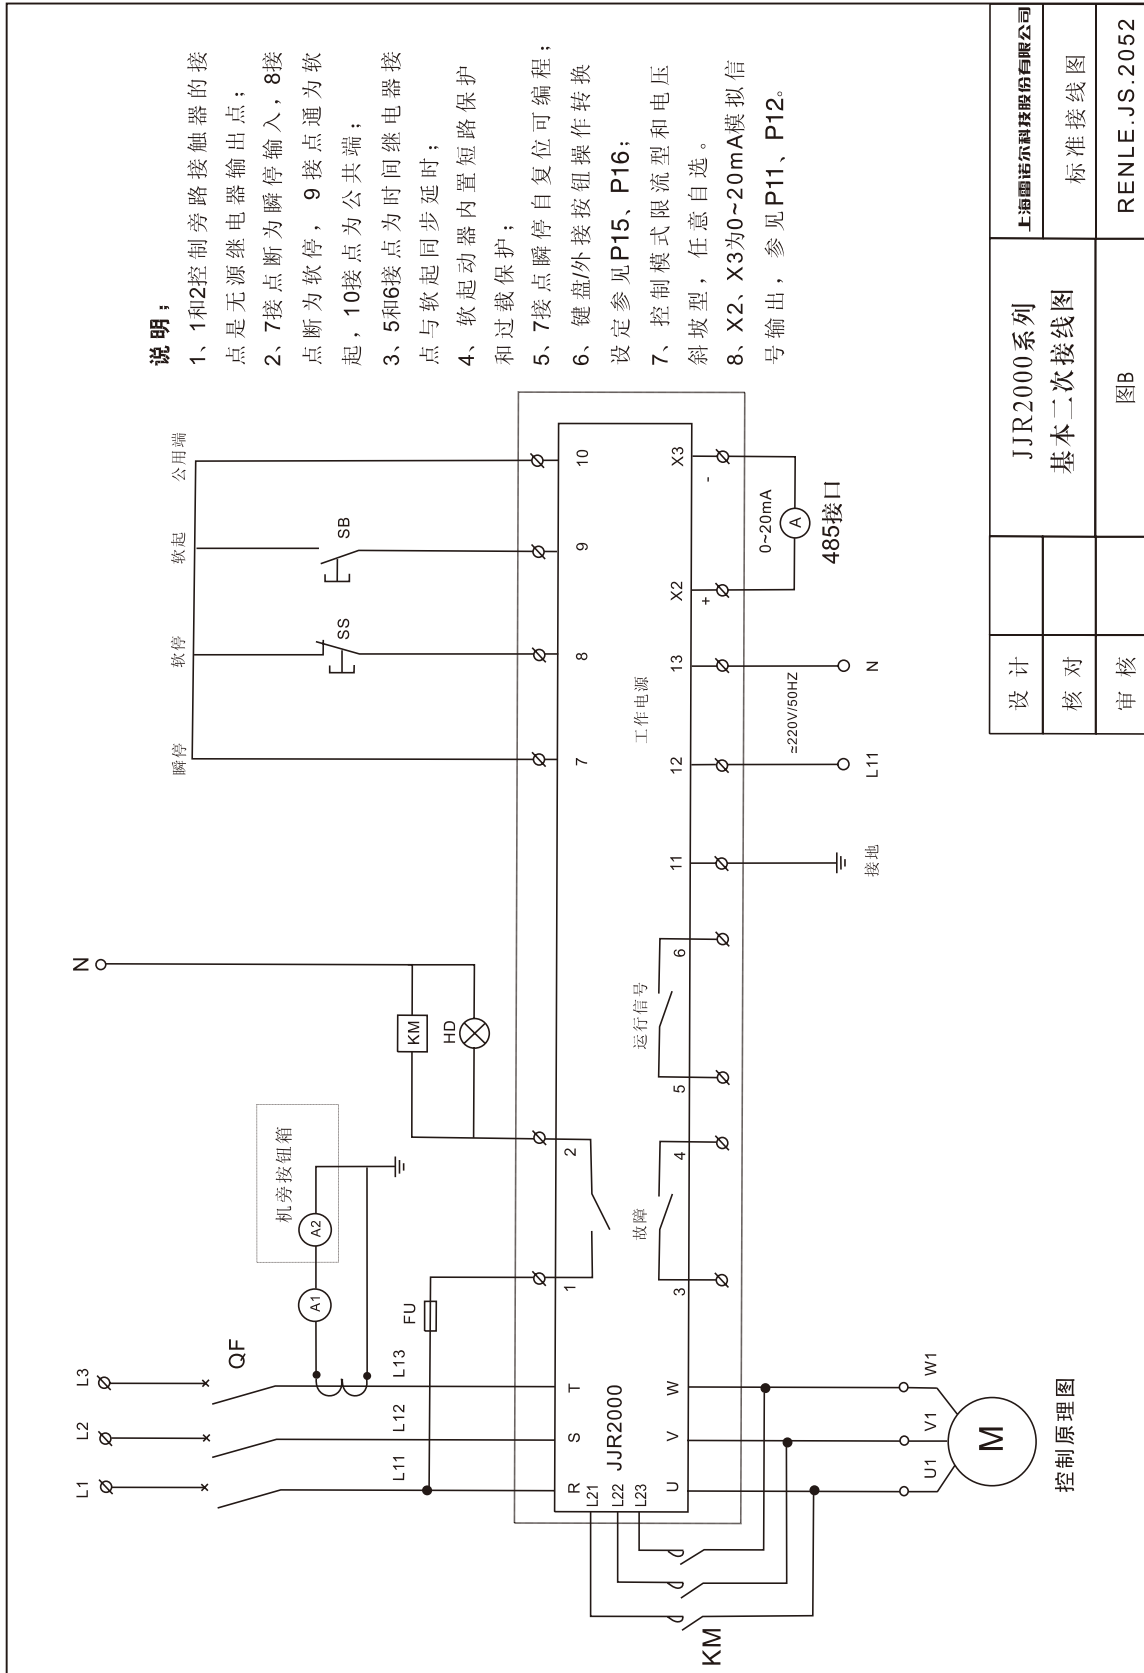 L1
L2
L3
QF
L11
L12
L13
FU
A1
A2
机旁按钮箱
N
KM
HD
瞬停
软停
软起
公用端
SS
SB
R
S
T
1
2
7
8
9
10
L21
L22
L23
JJR2000
故障
运行信号
工作电源
U
V
W
3
4
5
6
11
12
13
X2
X3
+
-
KM
接地
≃220V/50HZ
L11
N
0~20mA
A
485接口
U1
V1
W1
M
控制原理图
说明；
1、1和2控制旁路接触器的接
点是无源继电器输出点；
2、7接点断为瞬停输入，8接
点断为软停，9接点通为软
起，10接点为公共端；
3、5和6接点为时间继电器接
点与软起同步延时；
4、软起动器内置短路保护
和过载保护；
5、7接点瞬停自复位可编程；
6、键盘/外接按钮操作转换
设定参见P15、P16；
7、控制模式限流型和电压
斜坡型，任意自选。
8、X2、X3为0~20mA模拟信
号输出，参见P11、P12。
设计
核对
审核
JJR2000系列
基本二次接线图
图B
上海雷诺尔科技股份有限公司
标准接线图
RENLE.JS.2052